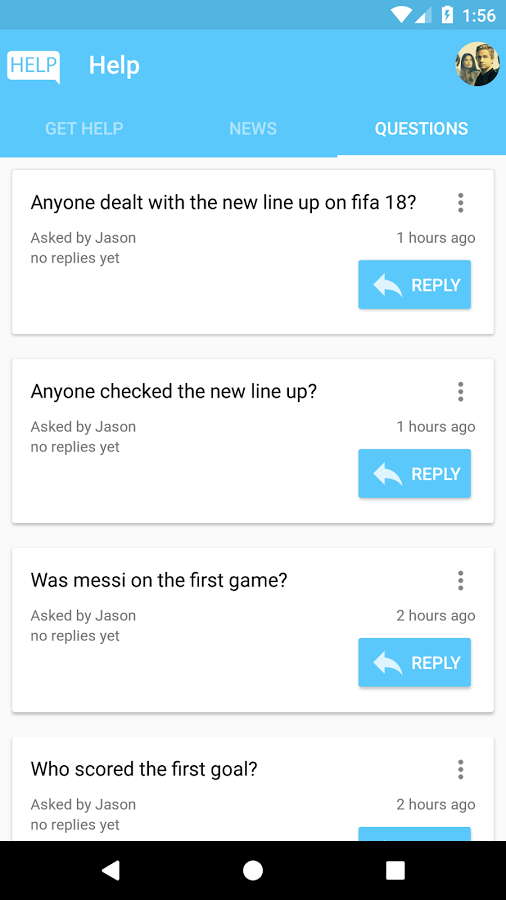 1:56
HELP Help
GET HELP NEWS QUESTIONS
Anyone dealt with the new line up on fifa 18?
Asked by Jason 1 hours ago
no replies yet
REPLY
Anyone checked the new line up?
Asked by Jason 1 hours ago
no replies yet
REPLY
Was messi on the first game?
Asked by Jason 2 hours ago
no replies yet
REPLY
Who scored the first goal?
Asked by Jason 2 hours ago
no replies yet